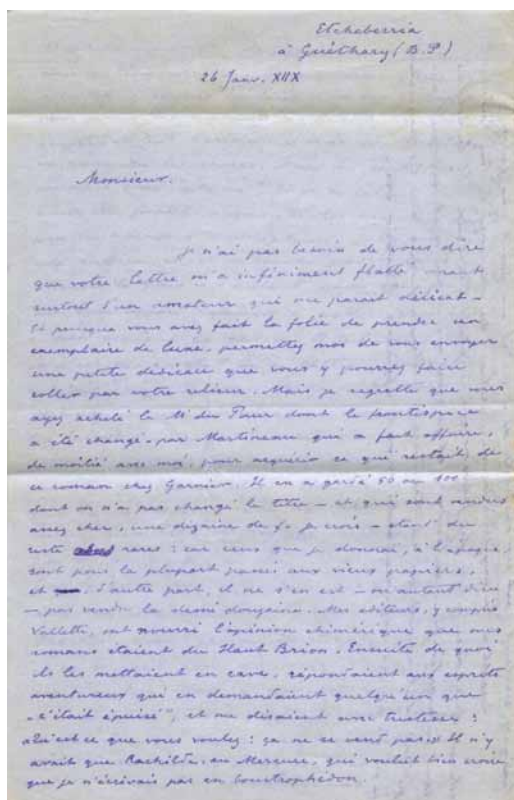 Etcheberria
à Guéthary (B.P.)
26 Janv. XIIX
Monsieur.
Je n'ai pas besoin de vous dire
que votre lettre m'a infiniment flatté venant
surtout d'un amateur qui me parait délicat –
Et puisque vous avez fait la folie de prendre un
exemplaire de luxe, permettez moi de vous envoyer
une petite dédicace que vous y pourrez faire
coller par votre relieur. Mais je regrette que vous
ayez acheté le M. du Paur dont le frontispice
a été changé, par Martineau qui a fait affaire,
de moitié avec moi, pour acquérir ce qui restait de
ce roman chez Garnier. Il en a gardé 50 ou 100
dont on n'a pas changé le titre – et qui sont vendus
assez cher, une dizaine de fr. je crois – étant du
reste rares : car ceux que je donnai, à l'époque,
sont pour la plupart passés aux vieux papiers,
et, d'autre part, il ne s'en est – ou autant dire
– pas vendu la demi douzaine. Mes éditeurs, y compris
Vallette, ont nourri l'opinion chimérique que mes
romans étaient du Haut Brion. Ensuite de quoi
ils les mettaient en cave, répondaient aux esprits
aventureux qui en demandaient quelqu'un que
"c'était épuisé", et me disaient avec tristesse :
"Qu'est ce que vous voulez : ça ne se vend pas." Il n'y
avait que Rachilde, au Mercure, qui voulût bien croire
que je n'écrivais pas en boustrophédon.